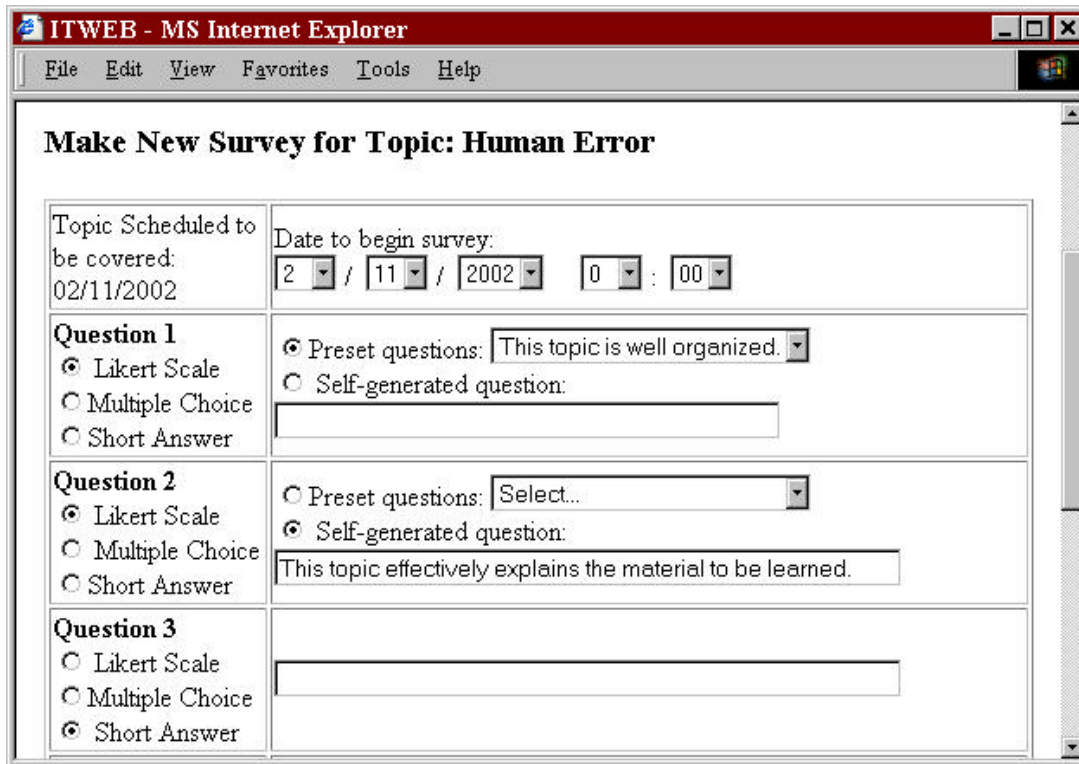 ITWEB - MS Internet Explorer
File Edit View Favorites Tools Help
Make New Survey for Topic: Human Error
Topic Scheduled to
be covered:
02/11/2002
Date to begin survey:
2 / 11 / 2002 0 : 00
Question 1
Likert Scale
Multiple Choice
Short Answer
Preset questions: This topic is well organized.
Self-generated question:
Question 2
Likert Scale
Multiple Choice
Short Answer
Preset questions: Select...
Self-generated question:
This topic effectively explains the material to be learned.
Question 3
Likert Scale
Multiple Choice
Short Answer